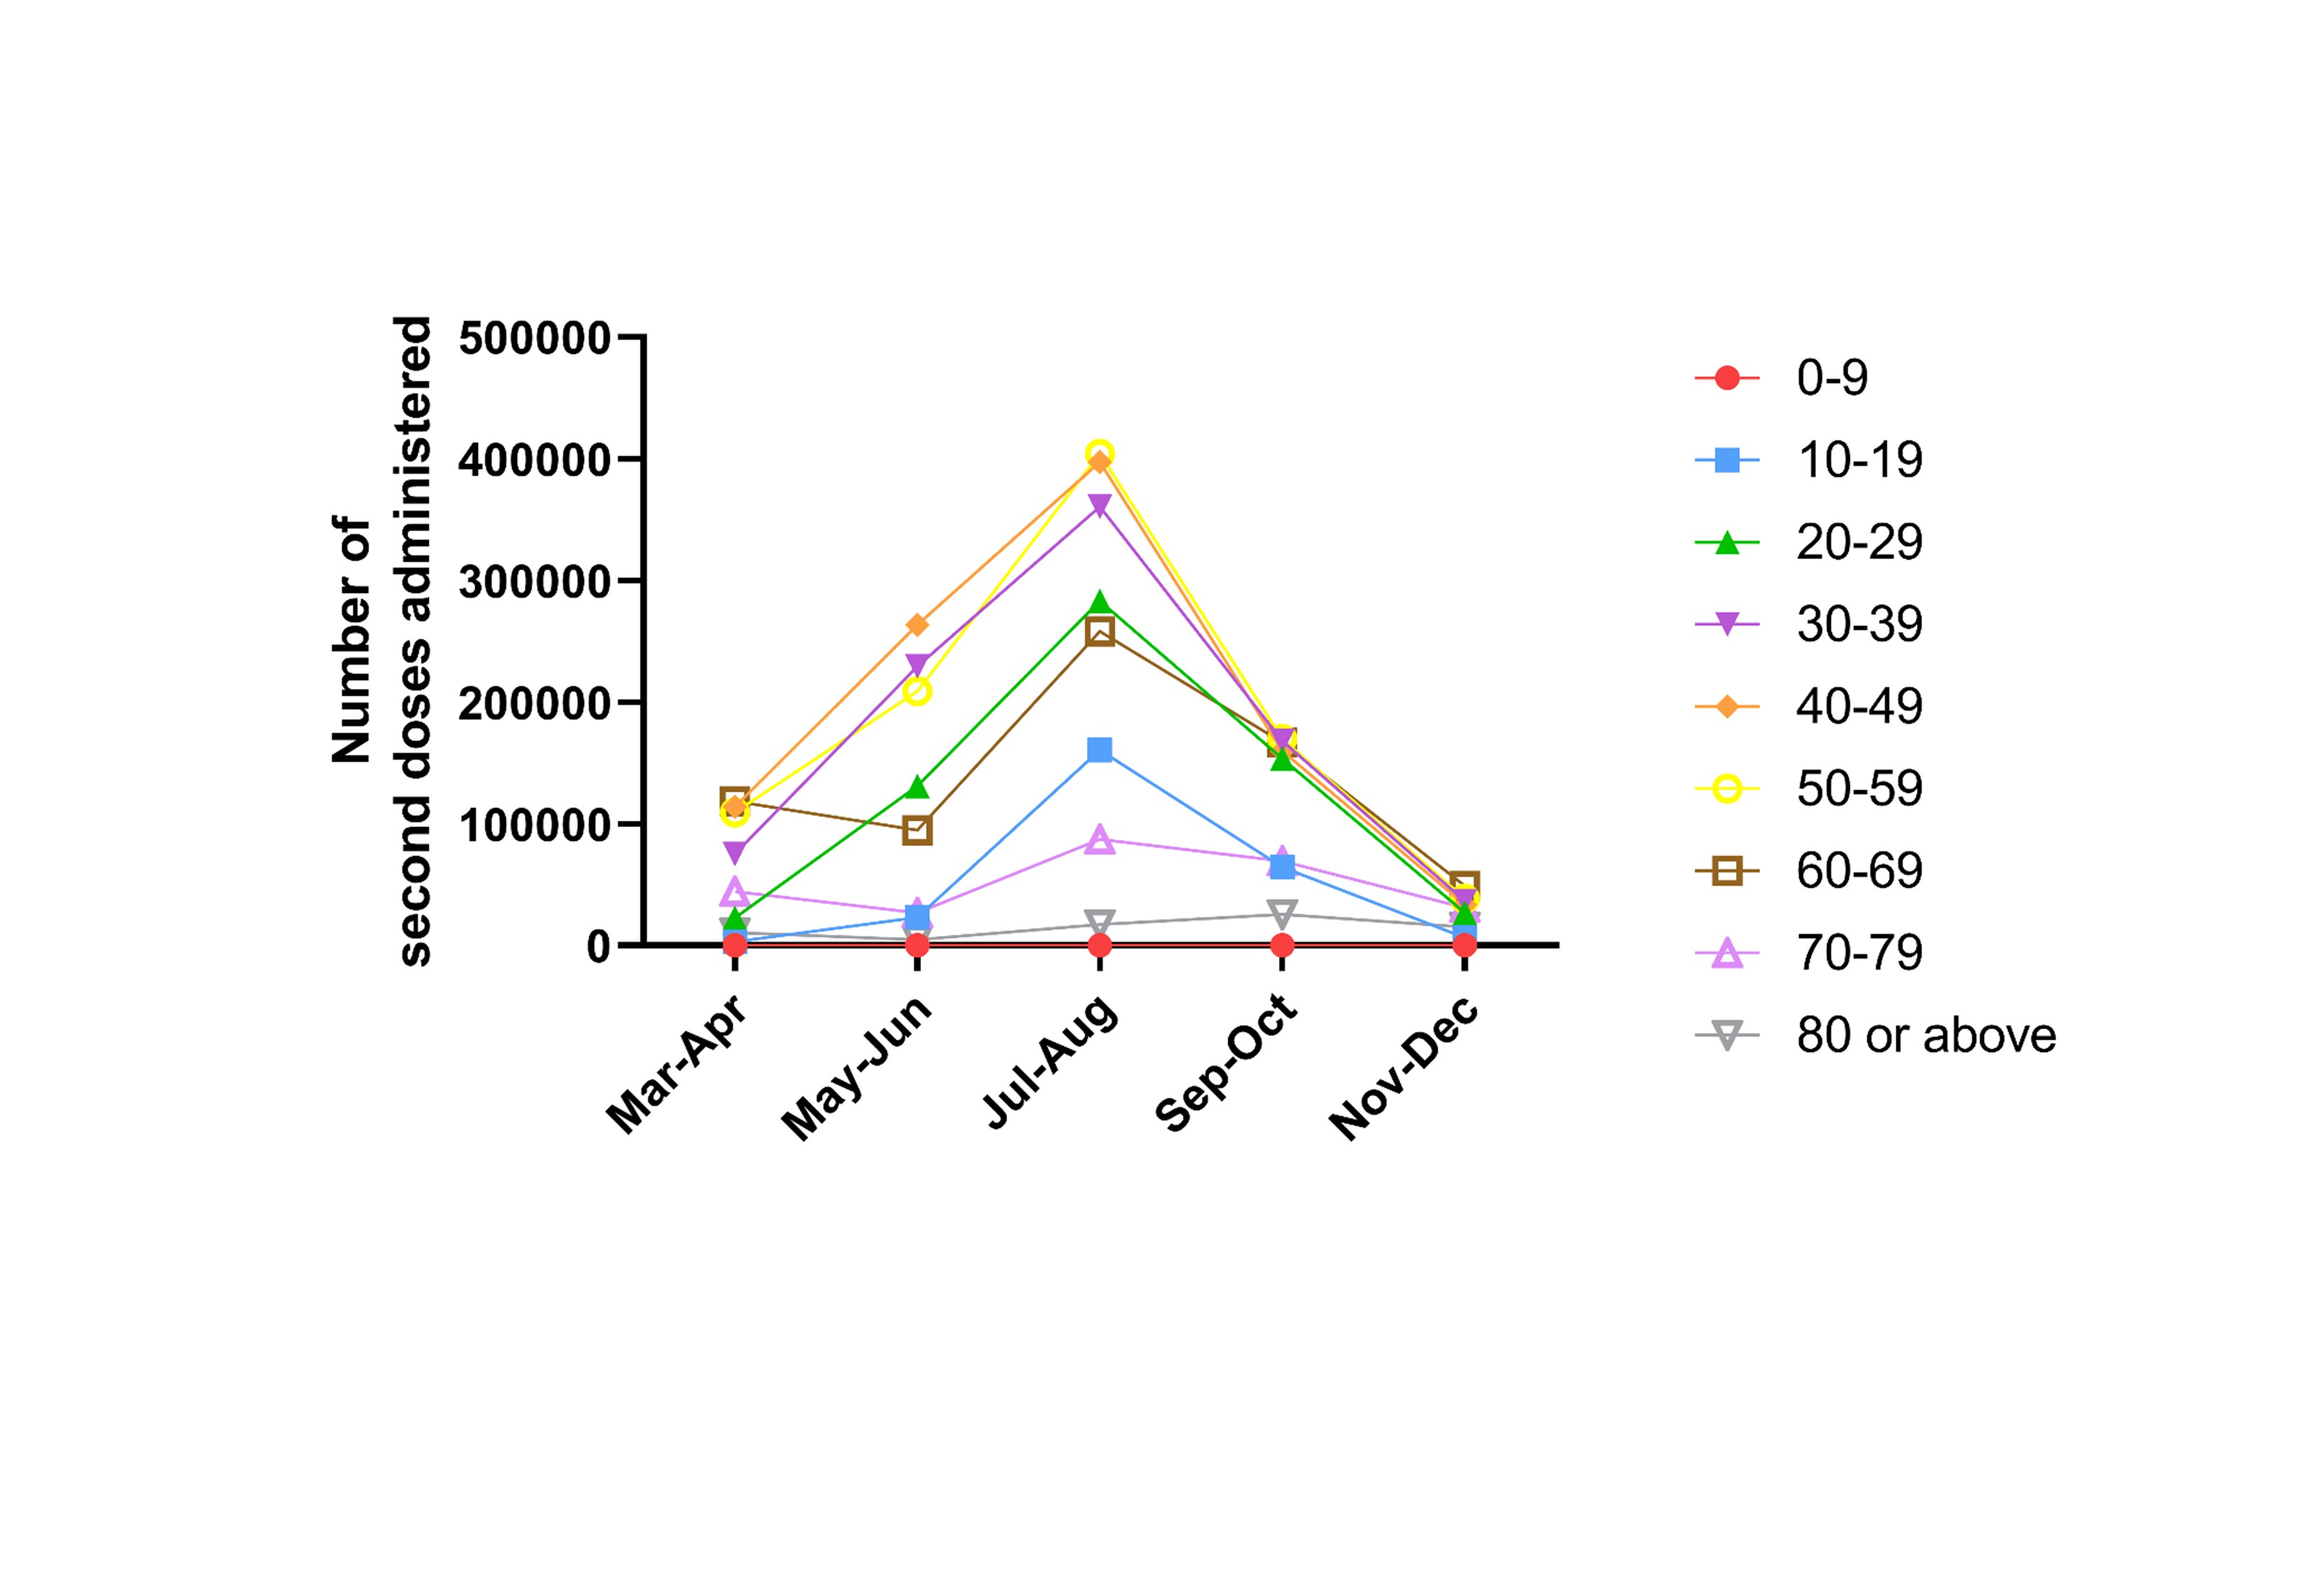 Number of
second doses administered
500000
400000
300000
200000
100000
0
Mar-Apr
May-Jun
Jul-Aug
Sep-Oct
Nov-Dec
0-9
10-19
20-29
30-39
40-49
50-59
60-69
70-79
80 or above